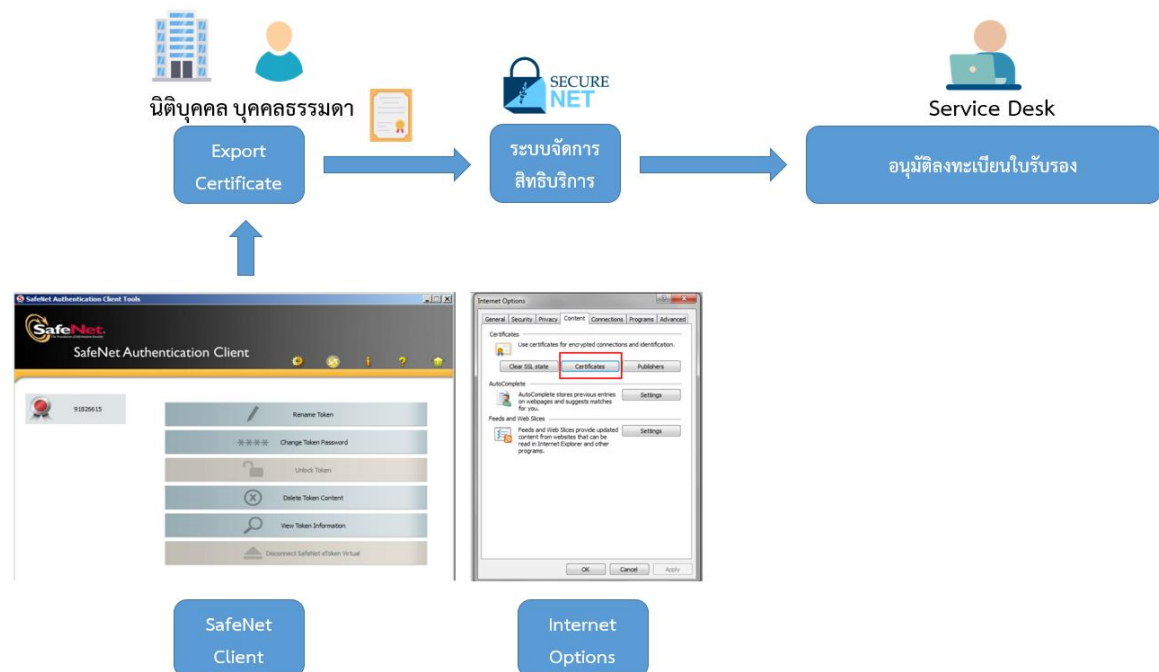 SECURE
NET
นิติบุคคล บุคคลธรรมดา
Service Desk
Export
Certificate
ระบบจัดการ
สิทธิบริการ
อนุมัติลงทะเบียนใบรับรอง
SafeNet Authentication Client Tools
SafeNet.
SafeNet Authentication Client
91826615
Rename Token
**** Change Token Password
Unlock Token
Delete Token Content
View Token Information
Disconnect SafeNet eToken Virtual
Internet Options
General Security Privacy Content Connections Programs Advanced
Certificates
Use certificates for encrypted connections and identification.
Clear SSL state Certificates Publishers
AutoComplete
AutoComplete stores previous entries
on webpages and suggests matches
for you.
Settings
Feeds and Web Slices
Feeds and Web Slices provide updated
content from websites that can be
read in Internet Explorer and other
programs.
Settings
OK Cancel Apply
SafeNet
Client
Internet
Options